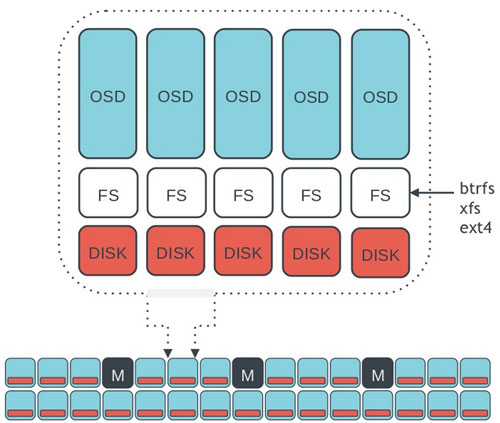 OSD OSD OSD OSD OSD
FS FS FS FS FS
btrfs
xfs
ext4
DISK DISK DISK DISK DISK
M M M